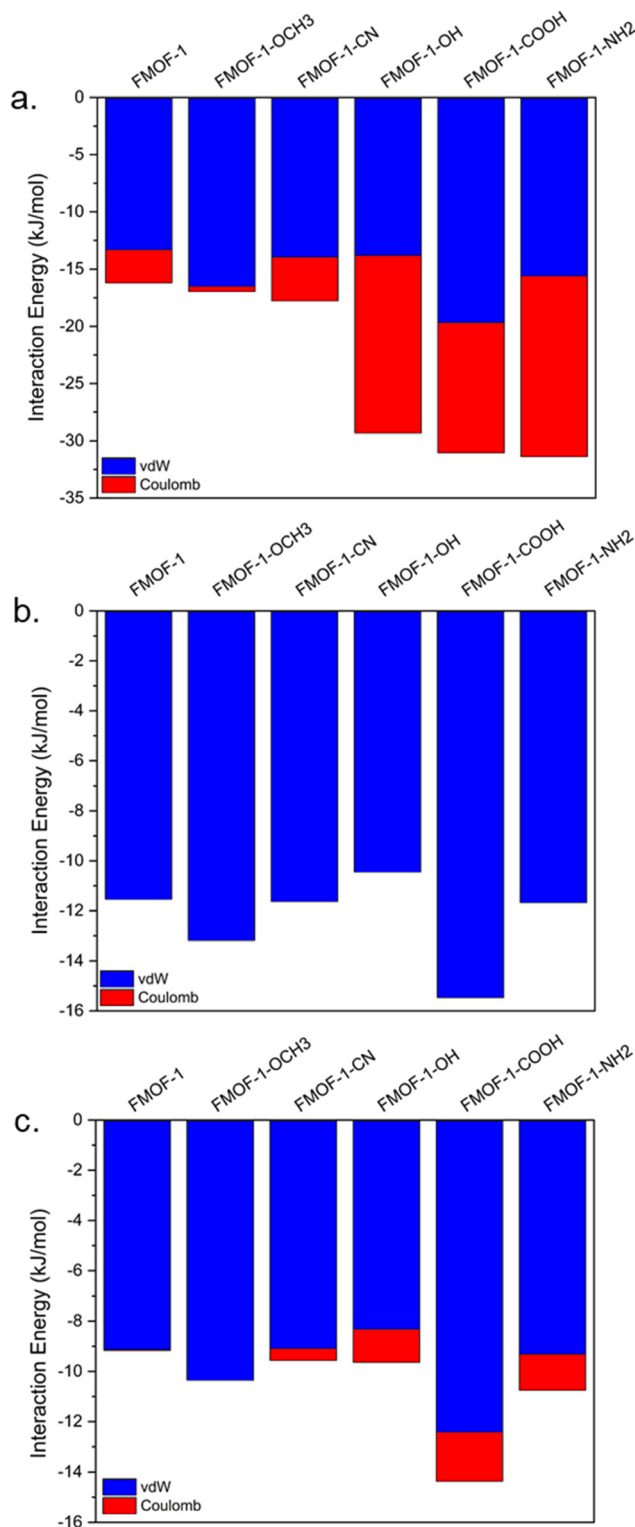 a.
FMOF-1
FMOF-1-OCH3
FMOF-1-CN
FMOF-1-OH
FMOF-1-COOH
FMOF-1-NH2
Interaction Energy (kJ/mol)
0
-5
-10
-15
-20
-25
-30
-35
vdW
Coulomb
b.
FMOF-1
FMOF-1-OCH3
FMOF-1-CN
FMOF-1-OH
FMOF-1-COOH
FMOF-1-NH2
Interaction Energy (kJ/mol)
0
-2
-4
-6
-8
-10
-12
-14
-16
vdW
Coulomb
c.
FMOF-1
FMOF-1-OCH3
FMOF-1-CN
FMOF-1-OH
FMOF-1-COOH
FMOF-1-NH2
Interaction Energy (kJ/mol)
0
-2
-4
-6
-8
-10
-12
-14
-16
vdW
Coulomb